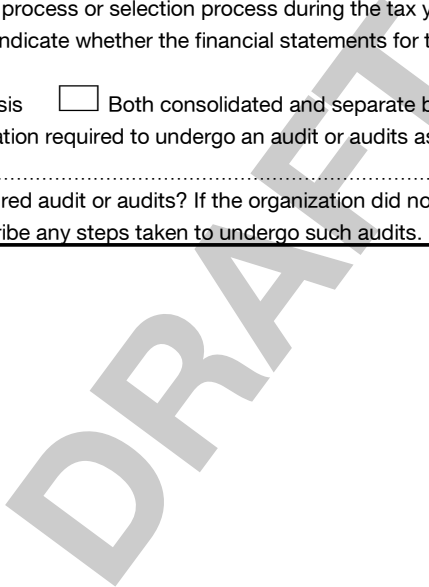 process or selection process during the tax y
ndicate whether the financial statements for t
sis Both consolidated and separate b
ation required to undergo an audit or audits as
red audit or audits? If the organization did no
ribe any steps taken to undergo such audits.
DRAFT